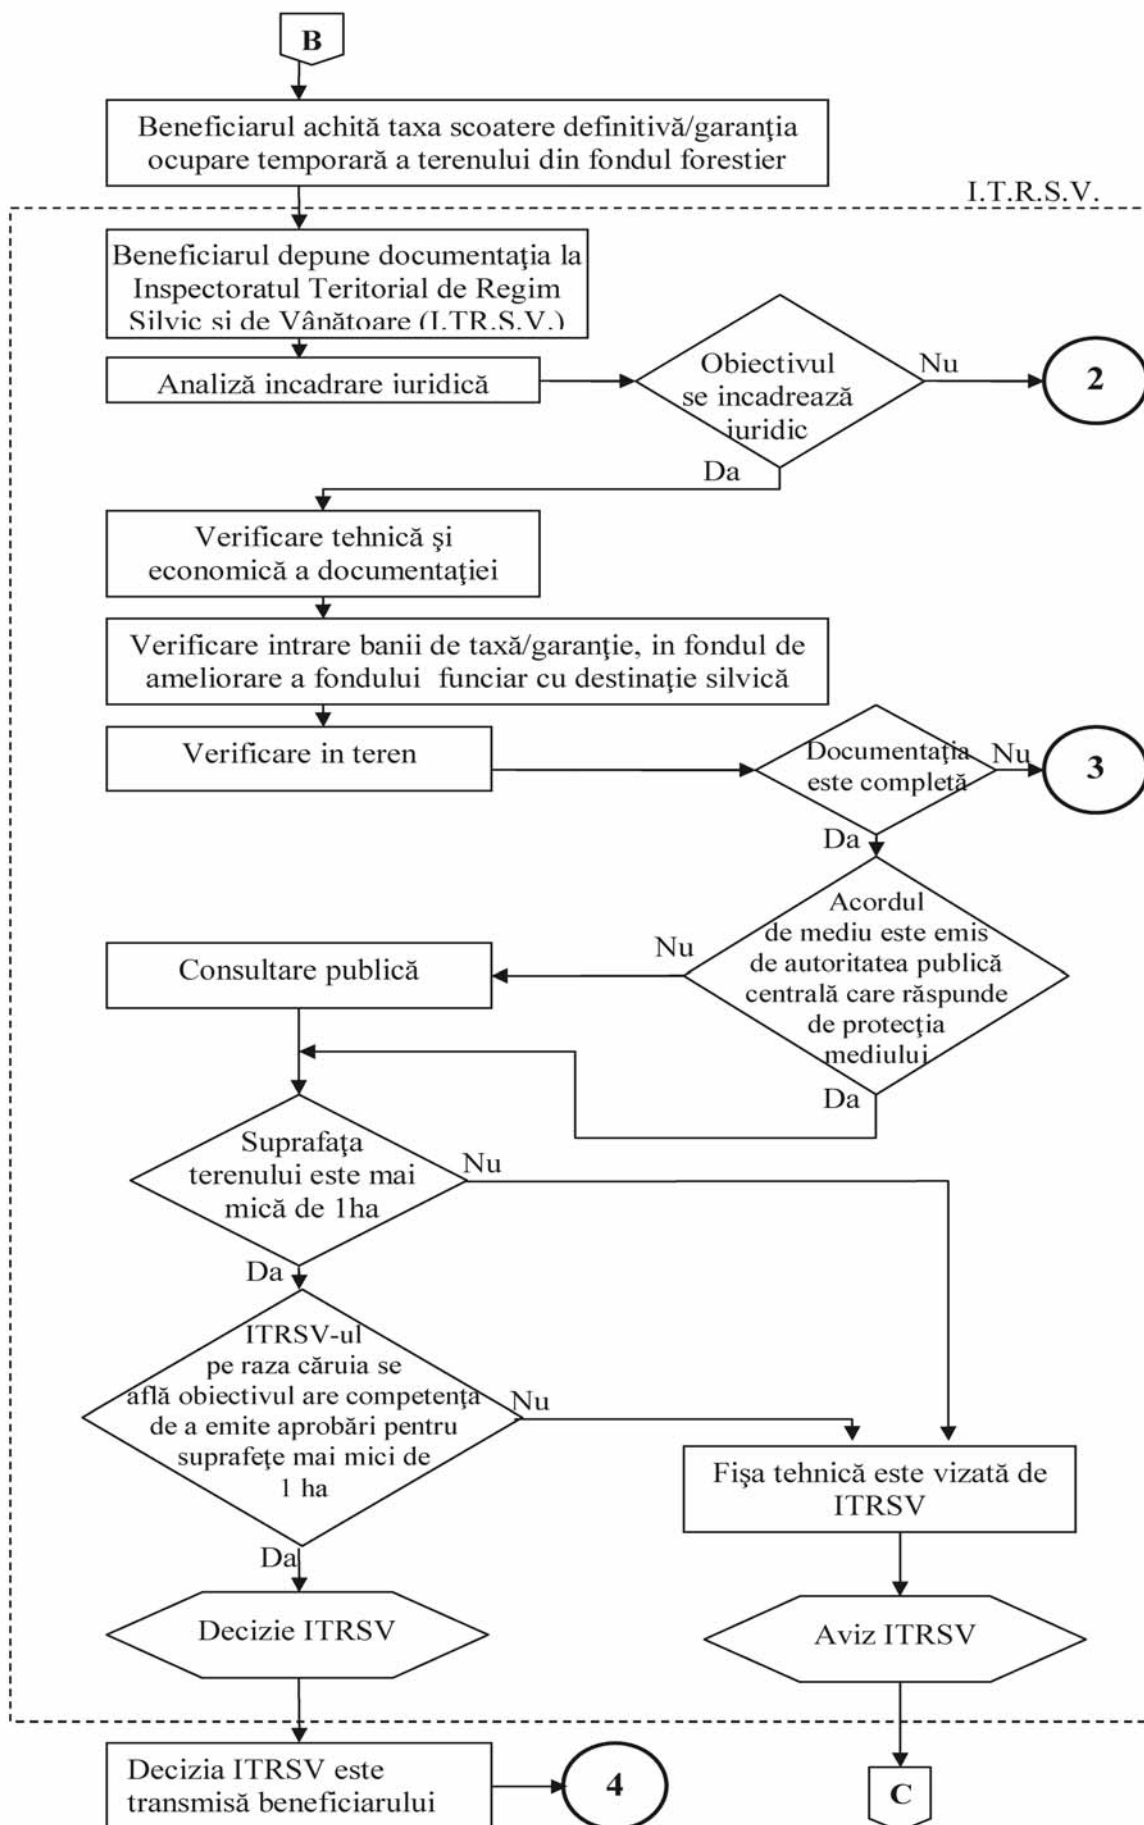 B
Beneficiarul achită taxa scoatere definitivă/garanţia
ocupare temporară a terenului din fondul forestier
I.T.R.S.V.
Beneficiarul depune documentaţia la
Inspectoratul Teritorial de Regim
Silvic si de Vânătoare (I.TR.S.V.)
Analiză incadrare iuridică
Obiectivul
se incadrează
iuridic
Nu
2
Da
Verificare tehnică şi
economică a documentaţiei
Verificare intrare banii de taxă/garanţie, in fondul de
ameliorare a fondului funciar cu destinaţie silvică
Verificare in teren
Documentaţia
este completă
Nu
3
Da
Acordul
de mediu este emis
de autoritatea publică
centrală care răspunde
de protecţia
mediului
Nu
Consultare publică
Da
Suprafaţa
terenului este mai
mică de 1ha
Nu
Da
ITRSV-ul
pe raza căruia se
află obiectivul are competenţa
de a emite aprobări pentru
suprafeţe mai mici de
1 ha
Nu
Fişa tehnică este vizată de
ITRSV
Da
Decizie ITRSV
Aviz ITRSV
Decizia ITRSV este
transmisă beneficiarului
4
C